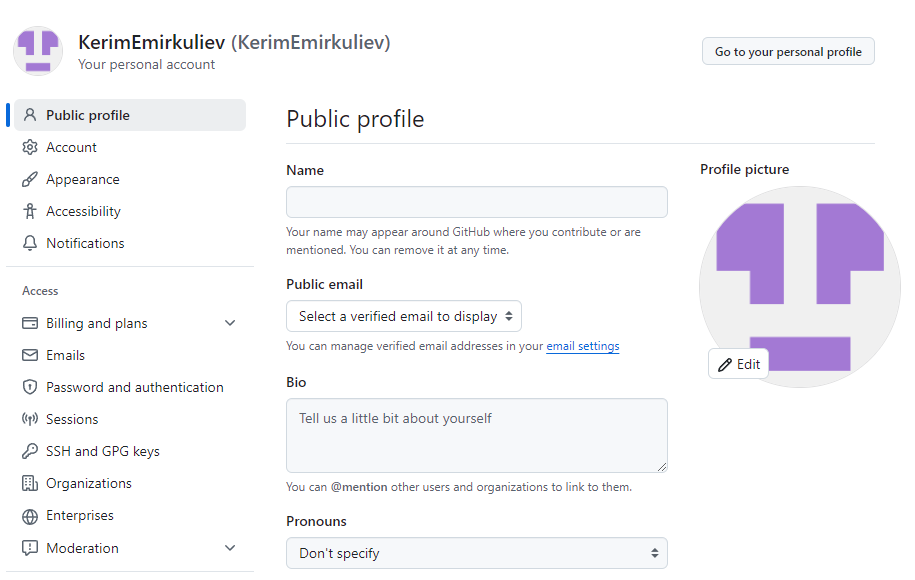 KerimEmirkuliev (KerimEmirkuliev)
Your personal account
Go to your personal profile
Public profile
Account
Appearance
Accessibility
Notifications
Access
Billing and plans
Emails
Password and authentication
Sessions
SSH and GPG keys
Organizations
Enterprises
Moderation
Public profile
Name
Your name may appear around GitHub where you contribute or are
mentioned. You can remove it at any time.
Public email
Select a verified email to display
You can manage verified email addresses in your email settings
Bio
Tell us a little bit about yourself
You can @mention other users and organizations to link to them.
Pronouns
Don't specify
Profile picture
Edit